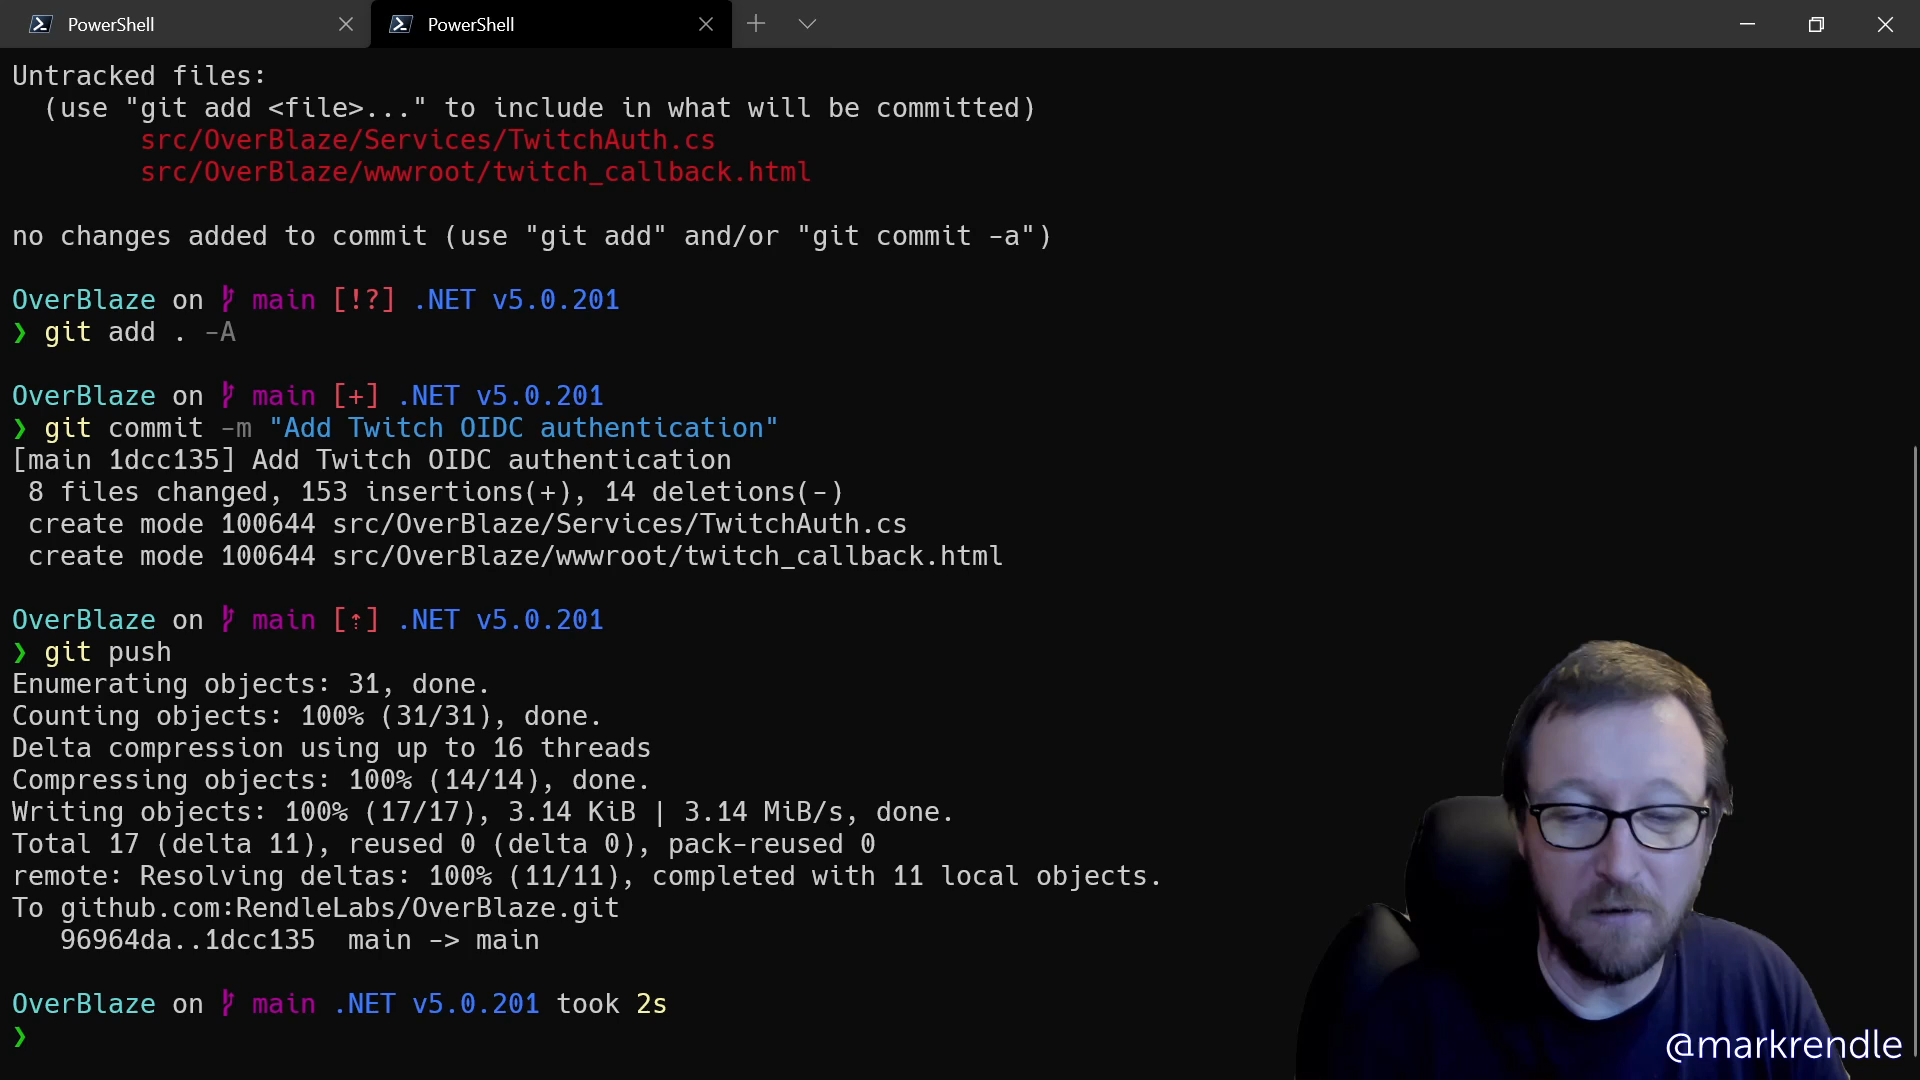 PowerShell
PowerShell
Untracked files:
(use "git add <file>..." to include in what will be committed)
src/OverBlaze/Services/TwitchAuth.cs
src/OverBlaze/wwwroot/twitch_callback.html
no changes added to commit (use "git add" and/or "git commit -a")
OverBlaze on main [!?] .NET v5.0.201
❯ git add . -A
OverBlaze on main [+] .NET v5.0.201
❯ git commit -m "Add Twitch OIDC authentication"
[main 1dcc135] Add Twitch OIDC authentication
8 files changed, 153 insertions(+), 14 deletions(-)
create mode 100644 src/OverBlaze/Services/TwitchAuth.cs
create mode 100644 src/OverBlaze/wwwroot/twitch_callback.html
OverBlaze on main [⇡] .NET v5.0.201
❯ git push
Enumerating objects: 31, done.
Counting objects: 100% (31/31), done.
Delta compression using up to 16 threads
Compressing objects: 100% (14/14), done.
Writing objects: 100% (17/17), 3.14 KiB | 3.14 MiB/s, done.
Total 17 (delta 11), reused 0 (delta 0), pack-reused 0
remote: Resolving deltas: 100% (11/11), completed with 11 local objects.
To github.com:RendleLabs/OverBlaze.git
96964da..1dcc135 main -> main
OverBlaze on main .NET v5.0.201 took 2s
❯
@markrendle